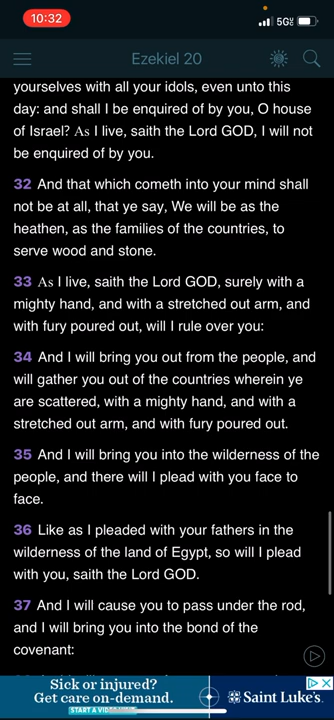 10:32
5G
Ezekiel 20
yourselves with all your idols, even unto this
day: and shall I be enquired of by you, O house
of Israel? As I live, saith the Lord GOD, I will not
be enquired of by you.
32 And that which cometh into your mind shall
not be at all, that ye say, We will be as the
heathen, as the families of the countries, to
serve wood and stone.
33 As I live, saith the Lord GOD, surely with a
mighty hand, and with a stretched out arm, and
with fury poured out, will I rule over you:
34 And I will bring you out from the people, and
will gather you out of the countries wherein ye
are scattered, with a mighty hand, and with a
stretched out arm, and with fury poured out.
35 And I will bring you into the wilderness of the
people, and there will I plead with you face to
face.
36 Like as I pleaded with your fathers in the
wilderness of the land of Egypt, so will I plead
with you, saith the Lord GOD.
37 And I will cause you to pass under the rod,
and I will bring you into the bond of the
covenant:
Sick or injured?
Get care on-demand.
Saint Luke's